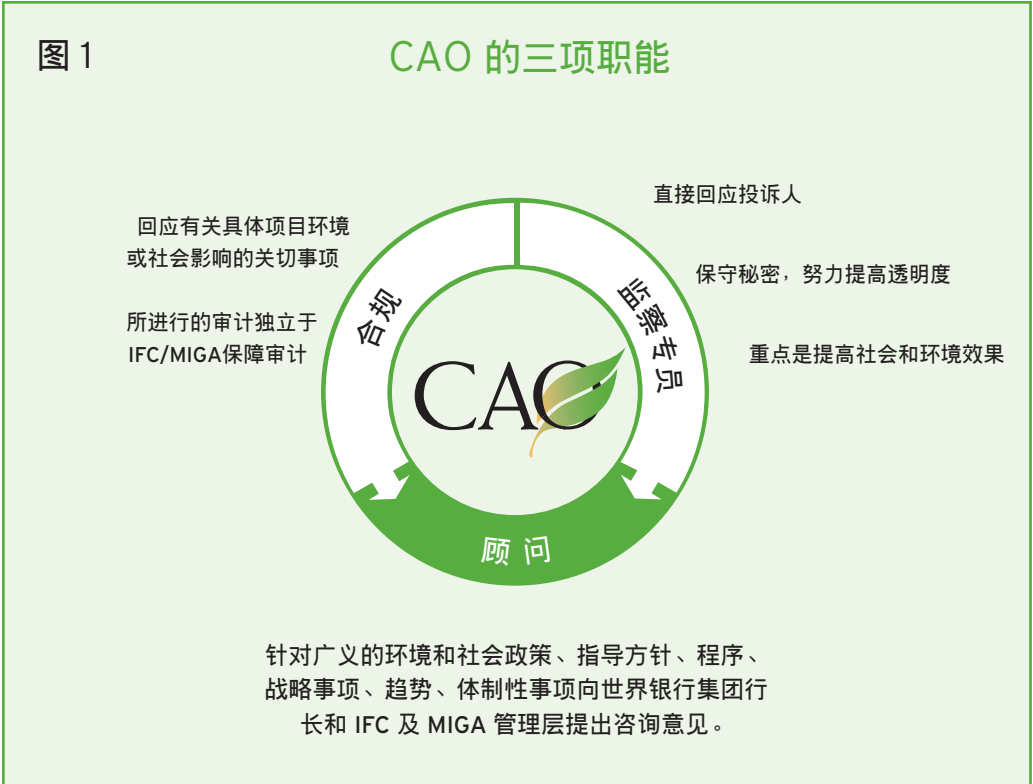 图 1
CAO 的三项职能
直接回应投诉人
回应有关具体项目环境
或社会影响的关切事项
保守秘密，努力提高透明度
所进行的审计独立于
IFC/MIGA保障审计
重点是提高社会和环境效果
合规
监察专员
CAO
顾问
针对广义的环境和社会政策、指导方针、程序、
战略事项、趋势、体制性事项向世界银行集团行
长和 IFC 及 MIGA 管理层提出咨询意见。